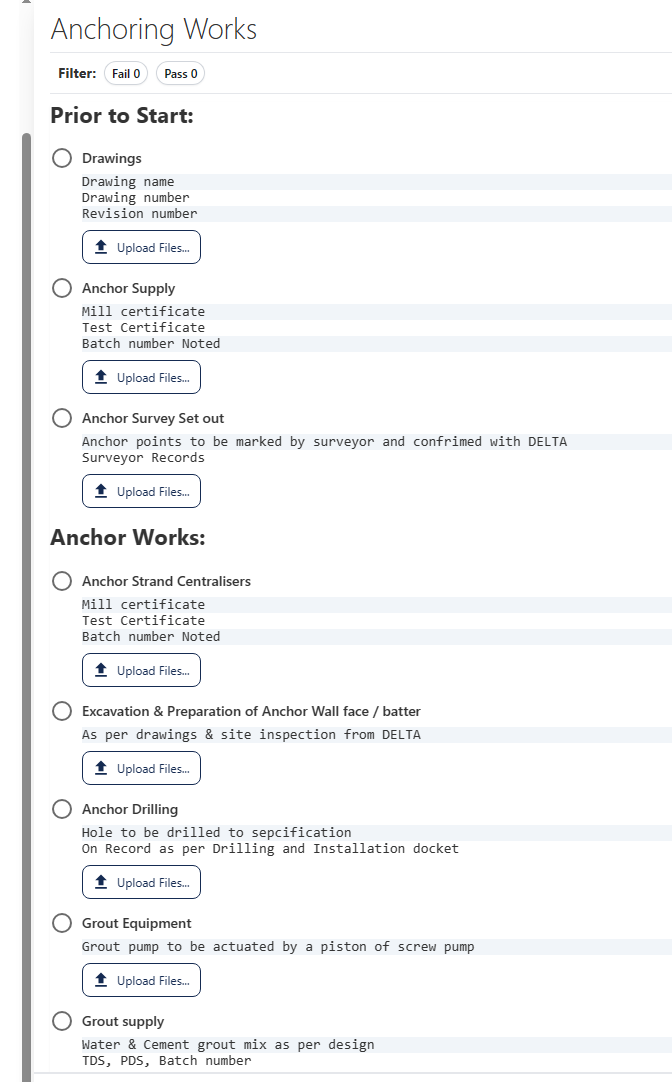 Anchoring Works
Filter: Fail 0 Pass 0
Prior to Start:
Drawings
Drawing name
Drawing number
Revision number
Upload Files...
Anchor Supply
Mill certificate
Test Certificate
Batch number Noted
Upload Files...
Anchor Survey Set out
Anchor points to be marked by surveyor and confrimed with DELTA
Surveyor Records
Upload Files...
Anchor Works:
Anchor Strand Centralisers
Mill certificate
Test Certificate
Batch number Noted
Upload Files...
Excavation & Preparation of Anchor Wall face / batter
As per drawings & site inspection from DELTA
Upload Files...
Anchor Drilling
Hole to be drilled to sepcification
On Record as per Drilling and Installation docket
Upload Files...
Grout Equipment
Grout pump to be actuated by a piston of screw pump
Upload Files...
Grout supply
Water & Cement grout mix as per design
TDS, PDS, Batch number